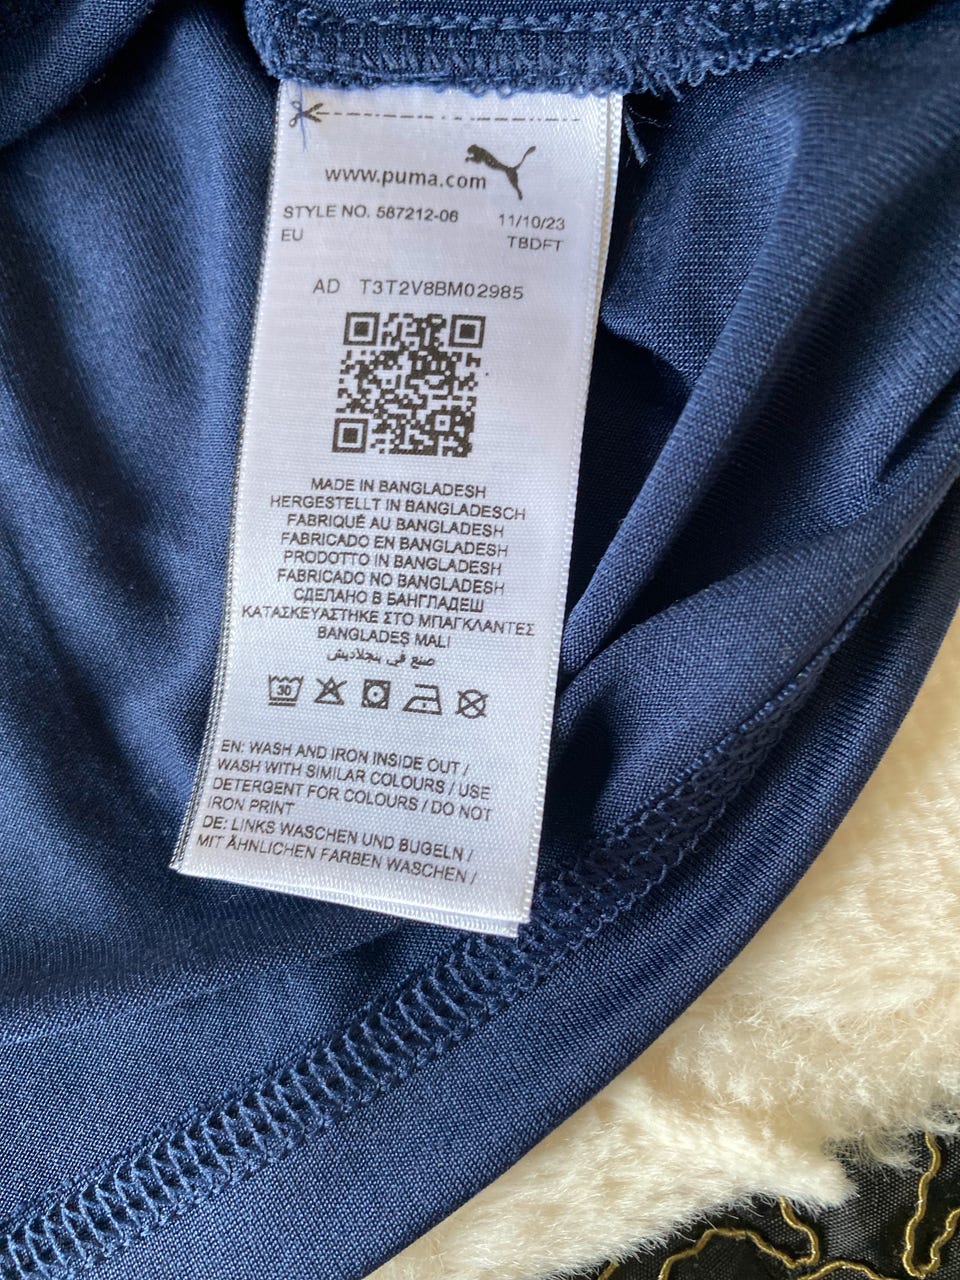 www.puma.com
STYLE NO. 587212-06 11/10/23
EU TBDFT
AD T3T2V8BM02985
MADE IN BANGLADESH
HERGESTELLT IN BANGLADESCH
FABRIQUÉ AU BANGLADESH
FABRICADO EN BANGLADESH
PRODOTTO IN BANGLADESH
FABRICADO NO BANGLADESH
СДЕЛАНО В БАНГЛАДЕШ
ΚΑΤΑΣΚΕΥΑΣΤΗΚΕ ΣΤΟ ΜΠΑΓΚΛΑΝΤΕΣ
BANGLADES MALI
صنع في بنجلاديش
30
EN: WASH AND IRON INSIDE OUT /
WASH WITH SIMILAR COLOURS / USE
DETERGENT FOR COLOURS / DO NOT
IRON PRINT
DE: LINKS WASCHEN UND BÜGELN /
MIT ÄHNLICHEN FARBEN WASCHEN /